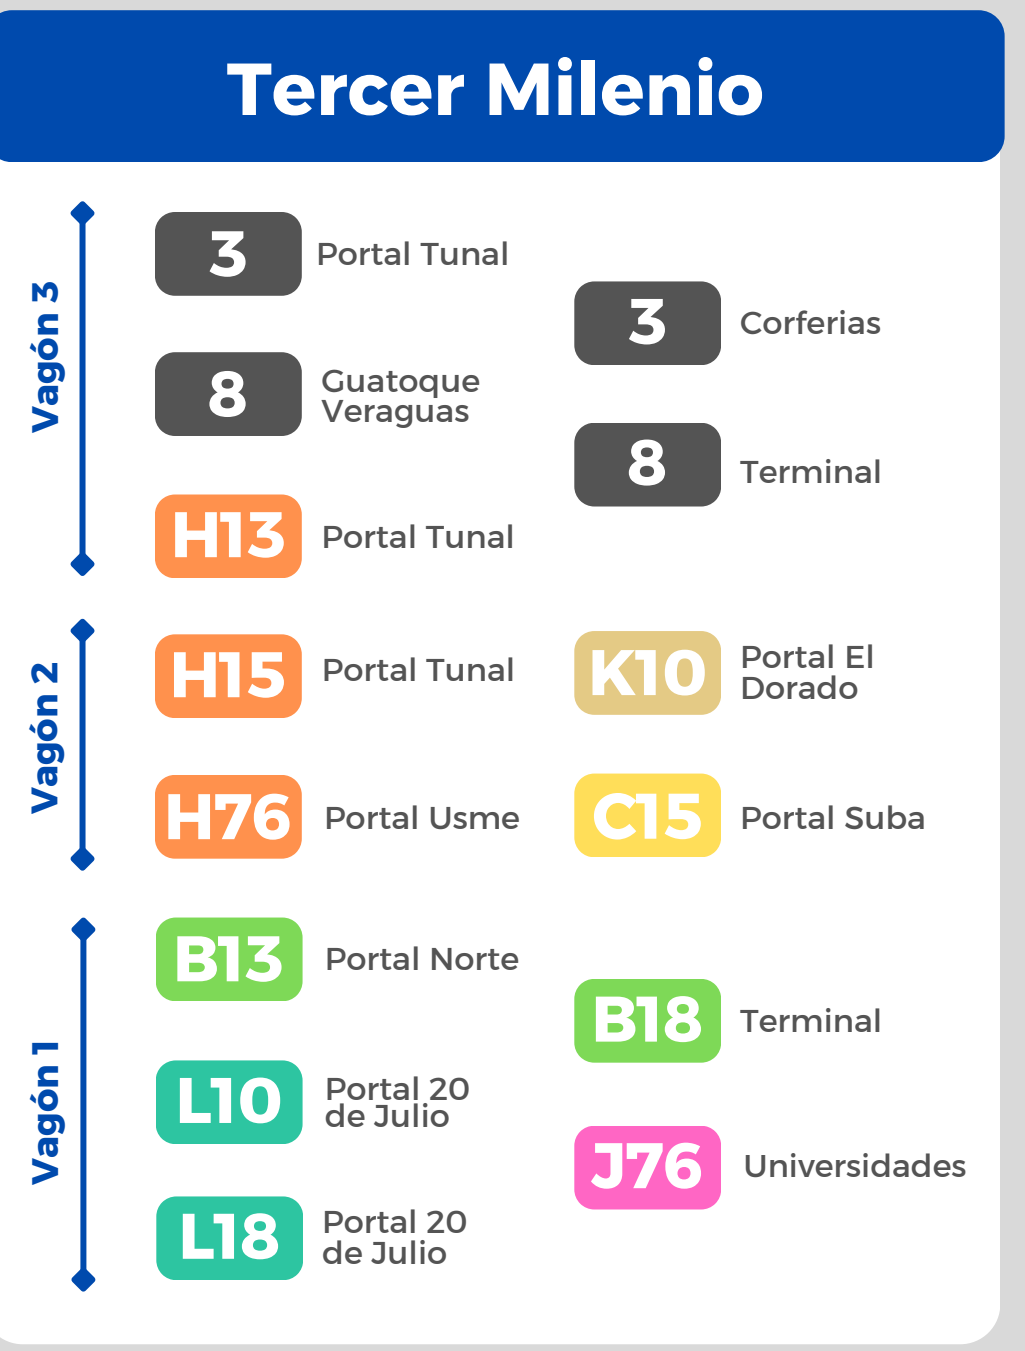 Tercer Milenio
Vagón 3
3
Portal Tunal
3
Corferias
8
Guatoque
Veraguas
8
Terminal
H13
Portal Tunal
Vagón 2
H15
Portal Tunal
K10
Portal El
Dorado
H76
Portal Usme
C15
Portal Suba
Vagón 1
B13
Portal Norte
B18
Terminal
L10
Portal 20
de Julio
J76
Universidades
L18
Portal 20
de Julio